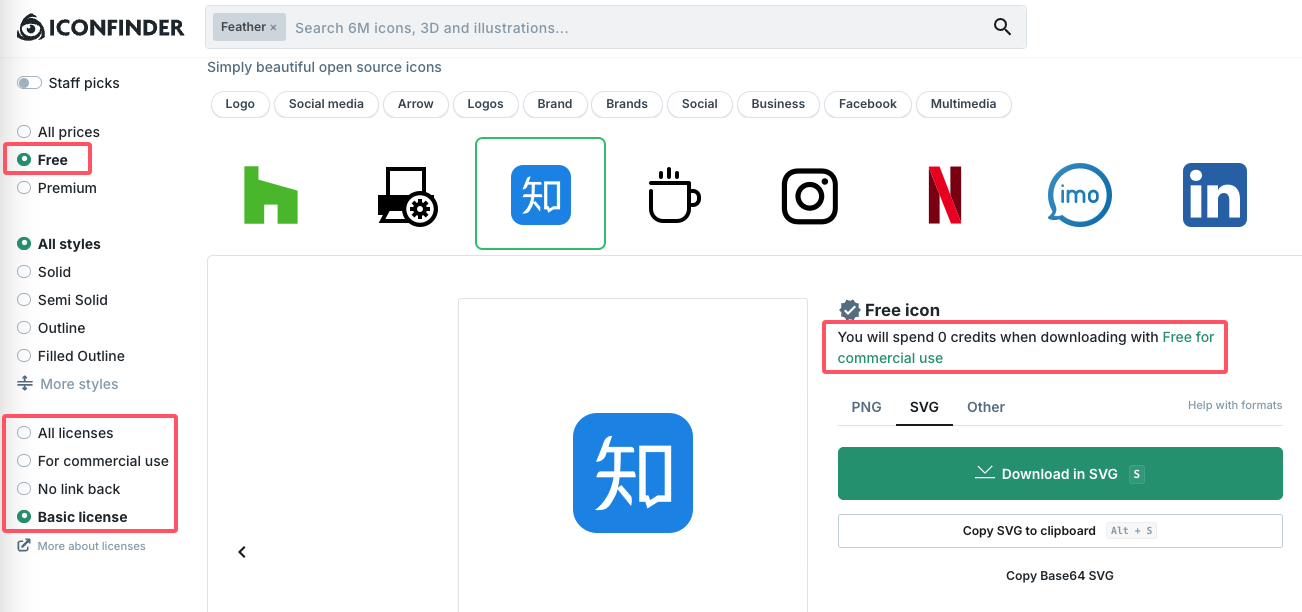 ICONFINDER
Feather ×
Search 6M icons, 3D and illustrations...
Simply beautiful open source icons
Staff picks
Logo
Social media
Arrow
Logos
Brand
Brands
Social
Business
Facebook
Multimedia
All prices
Free
Premium
All styles
Solid
Semi Solid
Outline
Filled Outline
More styles
All licenses
For commercial use
No link back
Basic license
More about licenses
知
imo
in
知
Free icon
You will spend 0 credits when downloading with Free for
commercial use
PNG
SVG
Other
Help with formats
Download in SVG S
Copy SVG to clipboard Alt + S
Copy Base64 SVG